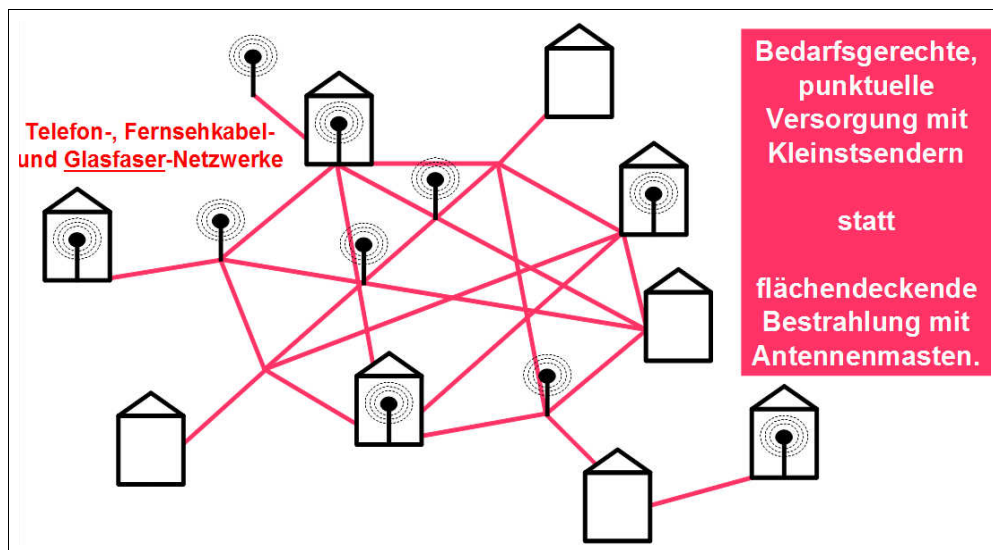 Telefon-, Fernsehkabel-
und Glasfaser-Netzwerke
Bedarfsgerechte,
punktuelle
Versorgung mit
Kleinstsendern
statt
flächendeckende
Bestrahlung mit
Antennenmasten.